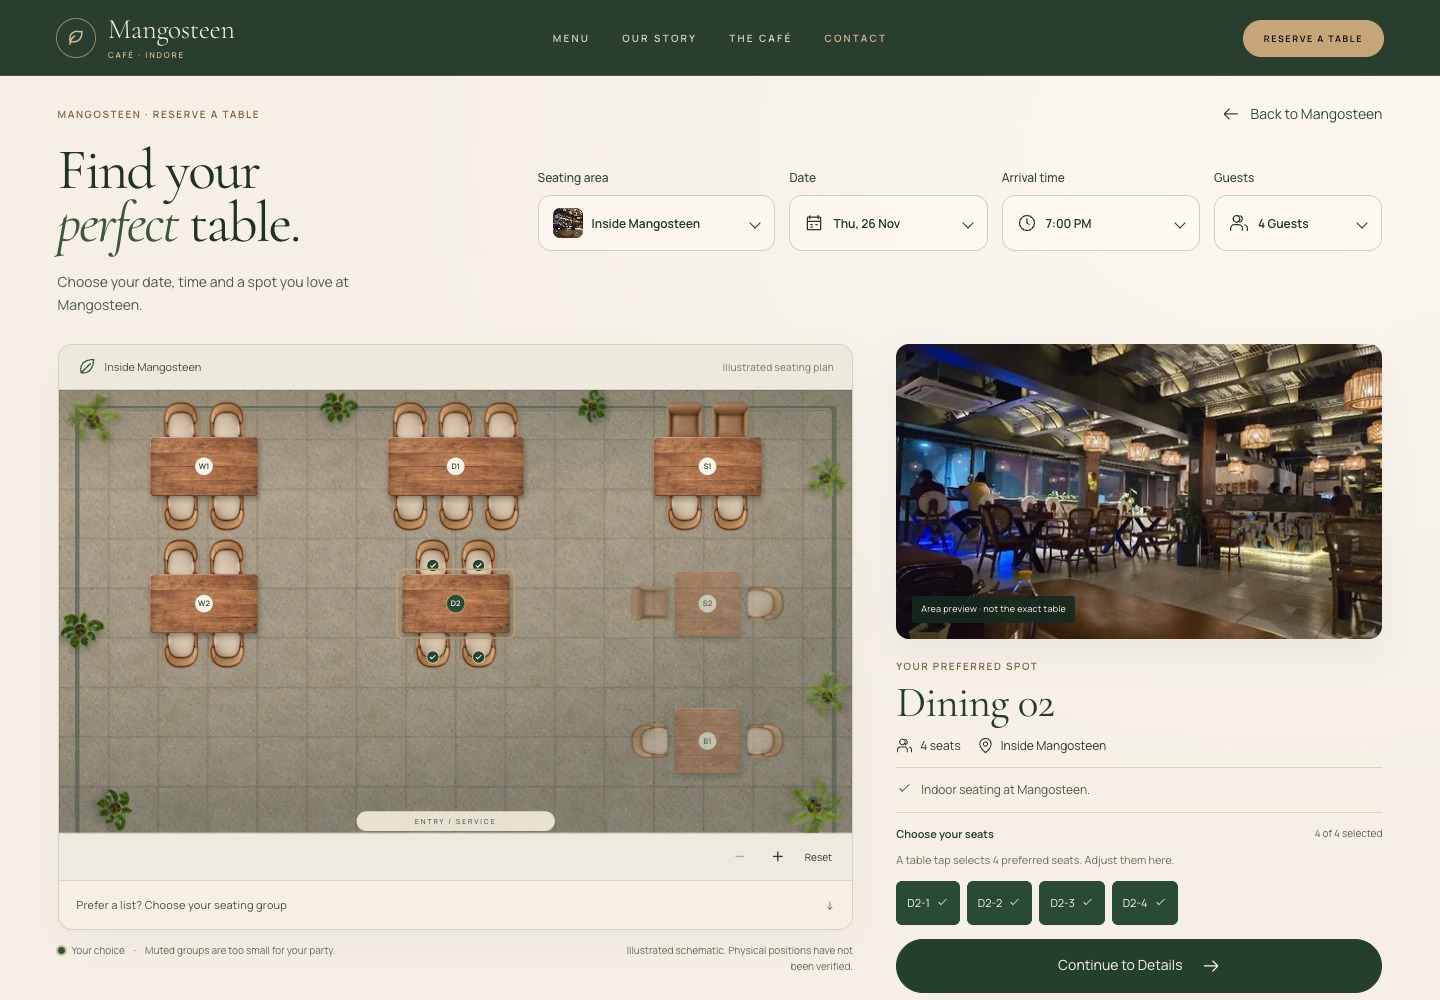 Mangosteen
CAFÉ · INDORE
MENU
OUR STORY
THE CAFÉ
CONTACT
RESERVE A TABLE
MANGOSTEEN · RESERVE A TABLE
← Back to Mangosteen
Find your
perfect table.
Choose your date, time and a spot you love at
Mangosteen.
Seating area
Date
Arrival time
Guests
Inside Mangosteen
Thu, 26 Nov
7:00 PM
4 Guests
Inside Mangosteen
Illustrated seating plan
W1
D1
S1
W2
D2
S2
B1
ENTRY / SERVICE
− + Reset
Prefer a list? Choose your seating group ↓
Your choice · Muted groups are too small for your party.
Illustrated schematic. Physical positions have not
been verified.
Area preview · not the exact table
YOUR PREFERRED SPOT
Dining 02
4 seats
Inside Mangosteen
Indoor seating at Mangosteen.
Choose your seats
4 of 4 selected
A table tap selects 4 preferred seats. Adjust them here.
D2-1
D2-2
D2-3
D2-4
Continue to Details →